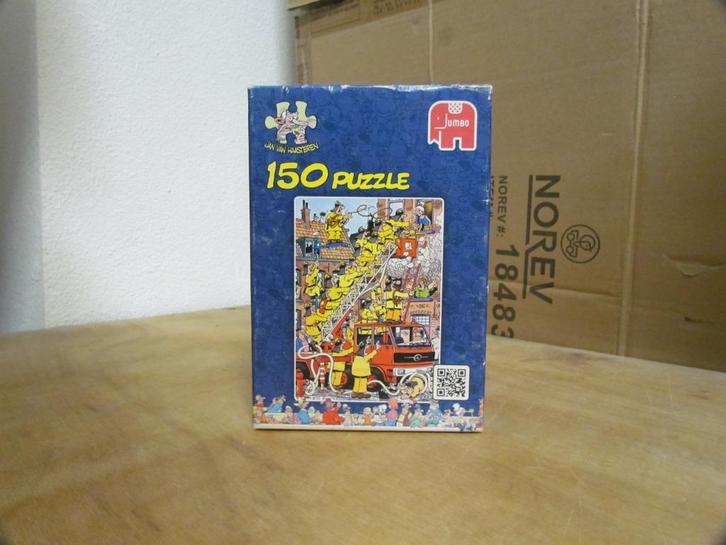 JUMBO
JAN VAN HAASTEREN
150 PUZZLE
NOREV
NOREV #: 18483